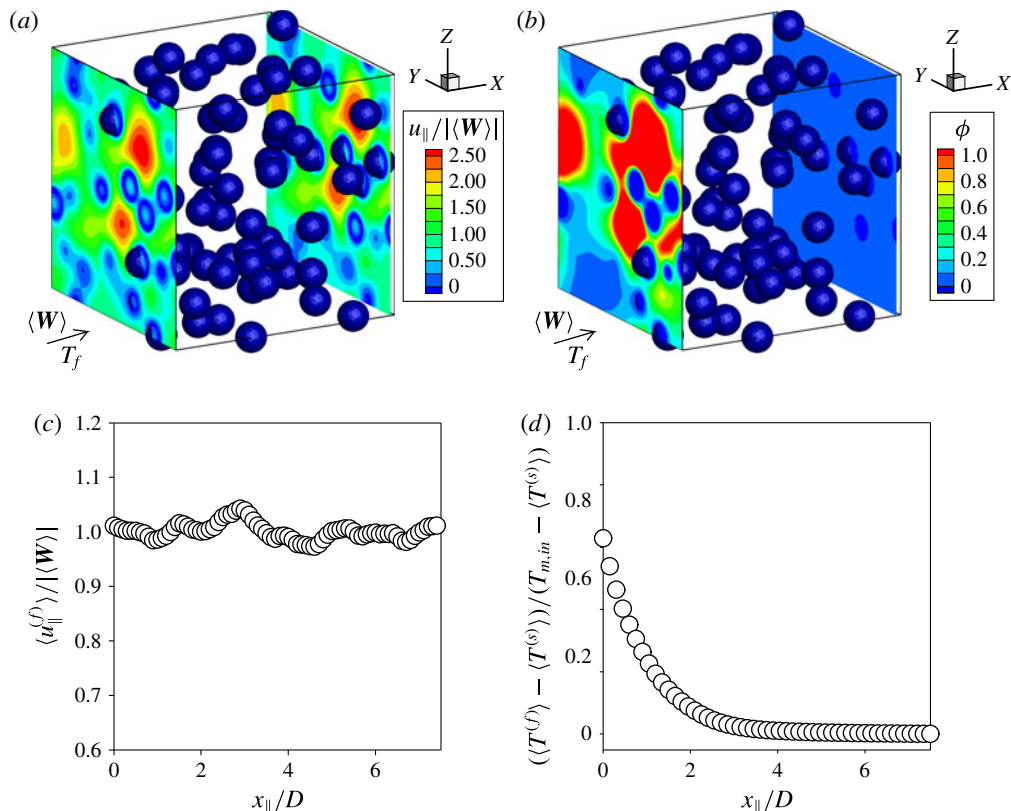 (a)
Z
Y
X
u∥/|⟨W⟩|
2.50
2.00
1.50
1.00
0.50
0
⟨W⟩
T_f
(b)
Z
Y
X
ϕ
1.0
0.8
0.6
0.4
0.2
0
⟨W⟩
T_f
(c)
1.2
1.1
1.0
0.9
0.8
0.7
0.6
⟨u∥^(f)⟩/|⟨W⟩|
0
2
4
6
x∥/D
(d)
1.0
0.8
0.6
0.2
0
(⟨T^(f)⟩ − ⟨T^(s)⟩)/(T_m,in − ⟨T^(s)⟩)
0
2
4
6
x∥/D